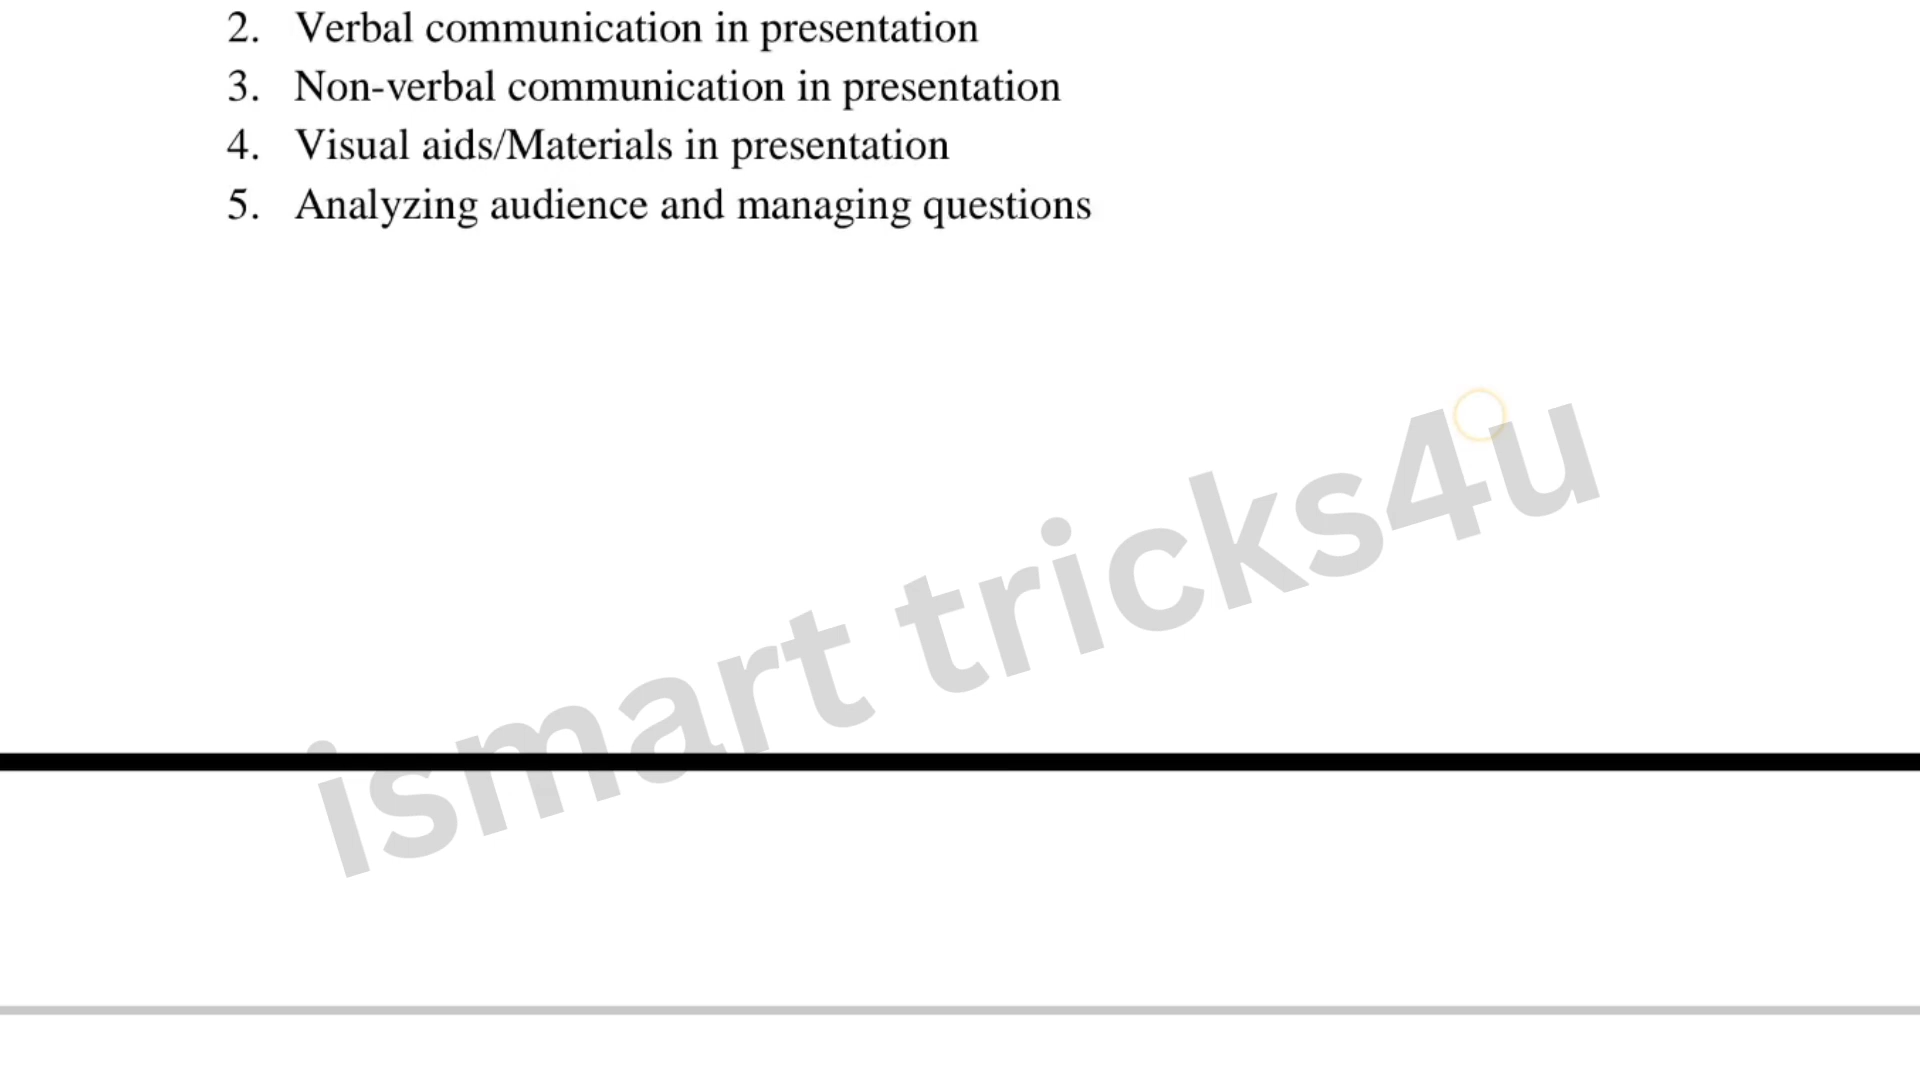 2. Verbal communication in presentation
3. Non-verbal communication in presentation
4. Visual aids/Materials in presentation
5. Analyzing audience and managing questions
ismart tricks4u